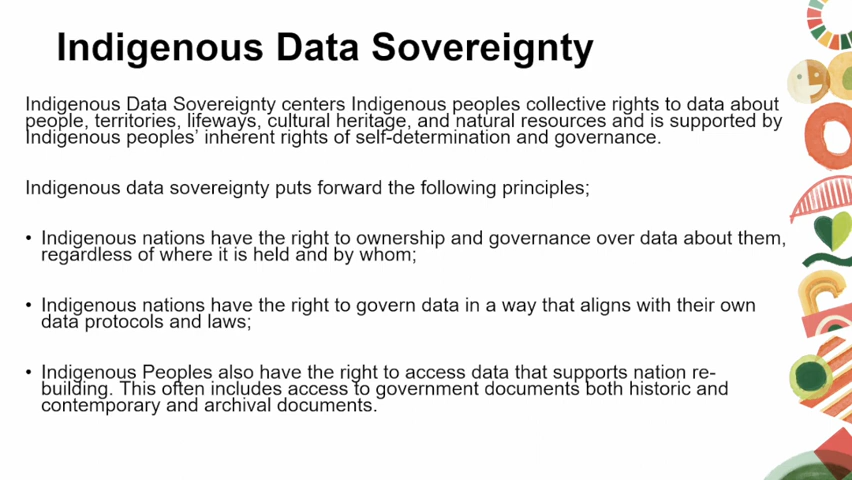 Indigenous Data Sovereignty
Indigenous Data Sovereignty centers Indigenous peoples collective rights to data about
people, territories, lifeways, cultural heritage, and natural resources and is supported by
Indigenous peoples' inherent rights of self-determination and governance.
Indigenous data sovereignty puts forward the following principles;
• Indigenous nations have the right to ownership and governance over data about them,
regardless of where it is held and by whom;
• Indigenous nations have the right to govern data in a way that aligns with their own
data protocols and laws;
• Indigenous Peoples also have the right to access data that supports nation re-
building. This often includes access to government documents both historic and
contemporary and archival documents.